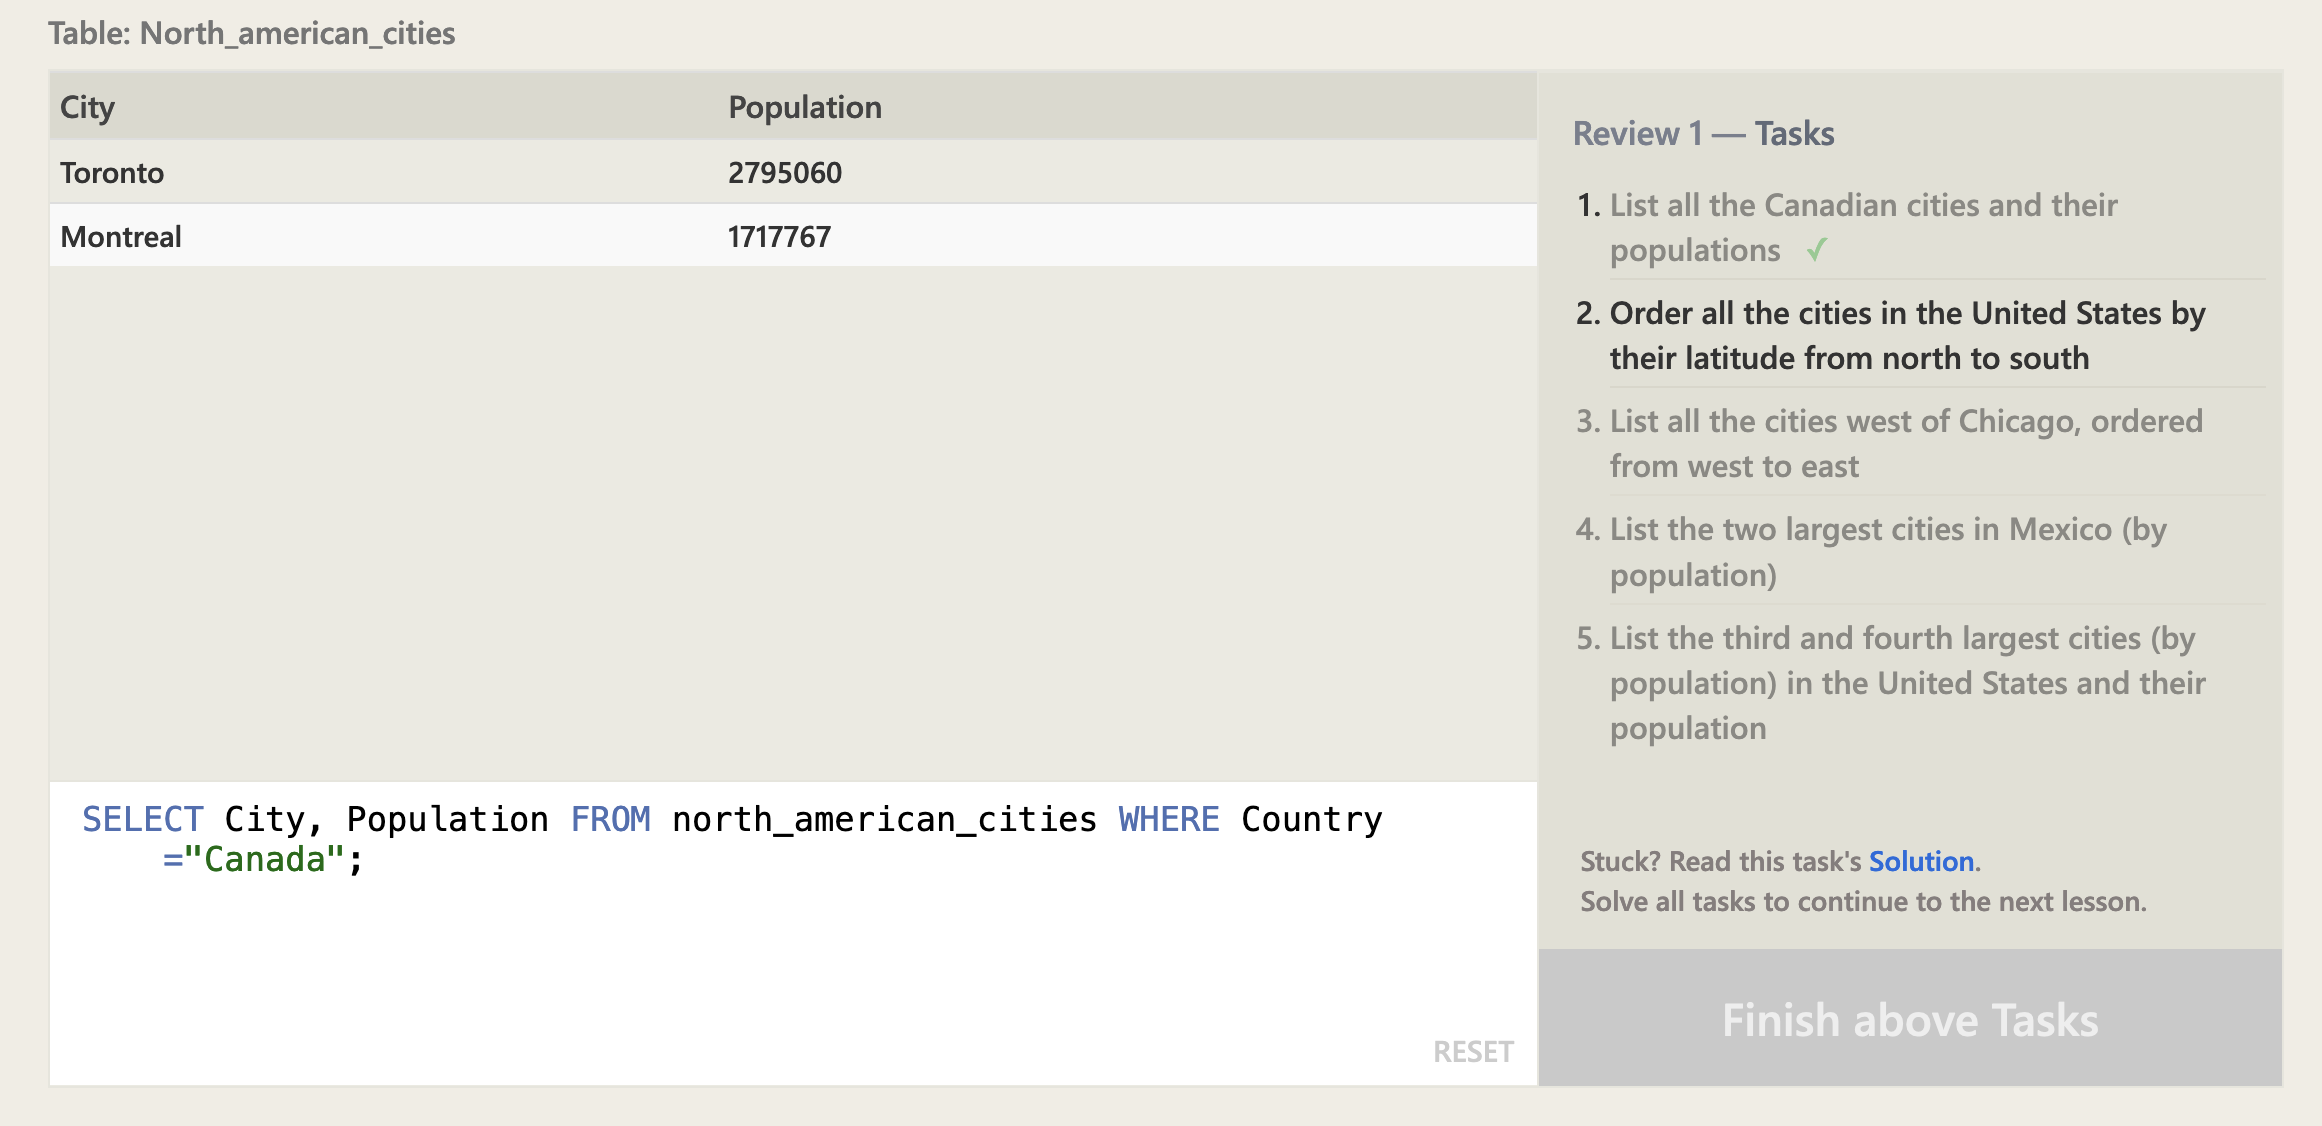 Table: North_american_cities
City Population
Toronto 2795060
Montreal 1717767
SELECT City, Population FROM north_american_cities WHERE Country
="Canada";
RESET
Review 1 — Tasks
1. List all the Canadian cities and their
populations ✓
2. Order all the cities in the United States by
their latitude from north to south
3. List all the cities west of Chicago, ordered
from west to east
4. List the two largest cities in Mexico (by
population)
5. List the third and fourth largest cities (by
population) in the United States and their
population
Stuck? Read this task's Solution.
Solve all tasks to continue to the next lesson.
Finish above Tasks